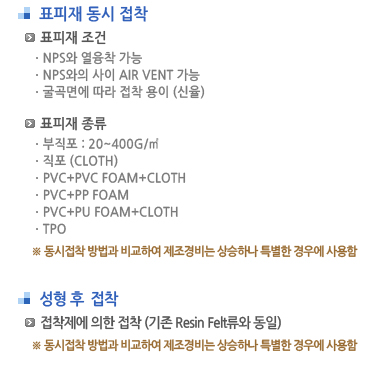 표피재 동시 접착
표피재 조건
· NPS와 열융착 가능
· NPS와의 사이 AIR VENT 가능
· 굴곡면에 따라 접착 용이 (신율)
표피재 종류
· 부직포 : 20~400G/㎡
· 직포 (CLOTH)
· PVC+PVC FOAM+CLOTH
· PVC+PP FOAM
· PVC+PU FOAM+CLOTH
· TPO
※ 동시접착 방법과 비교하여 제조경비는 상승하나 특별한 경우에 사용함
성형 후 접착
접착제에 의한 접착 (기존 Resin Felt류와 동일)
※ 동시접착 방법과 비교하여 제조경비는 상승하나 특별한 경우에 사용함